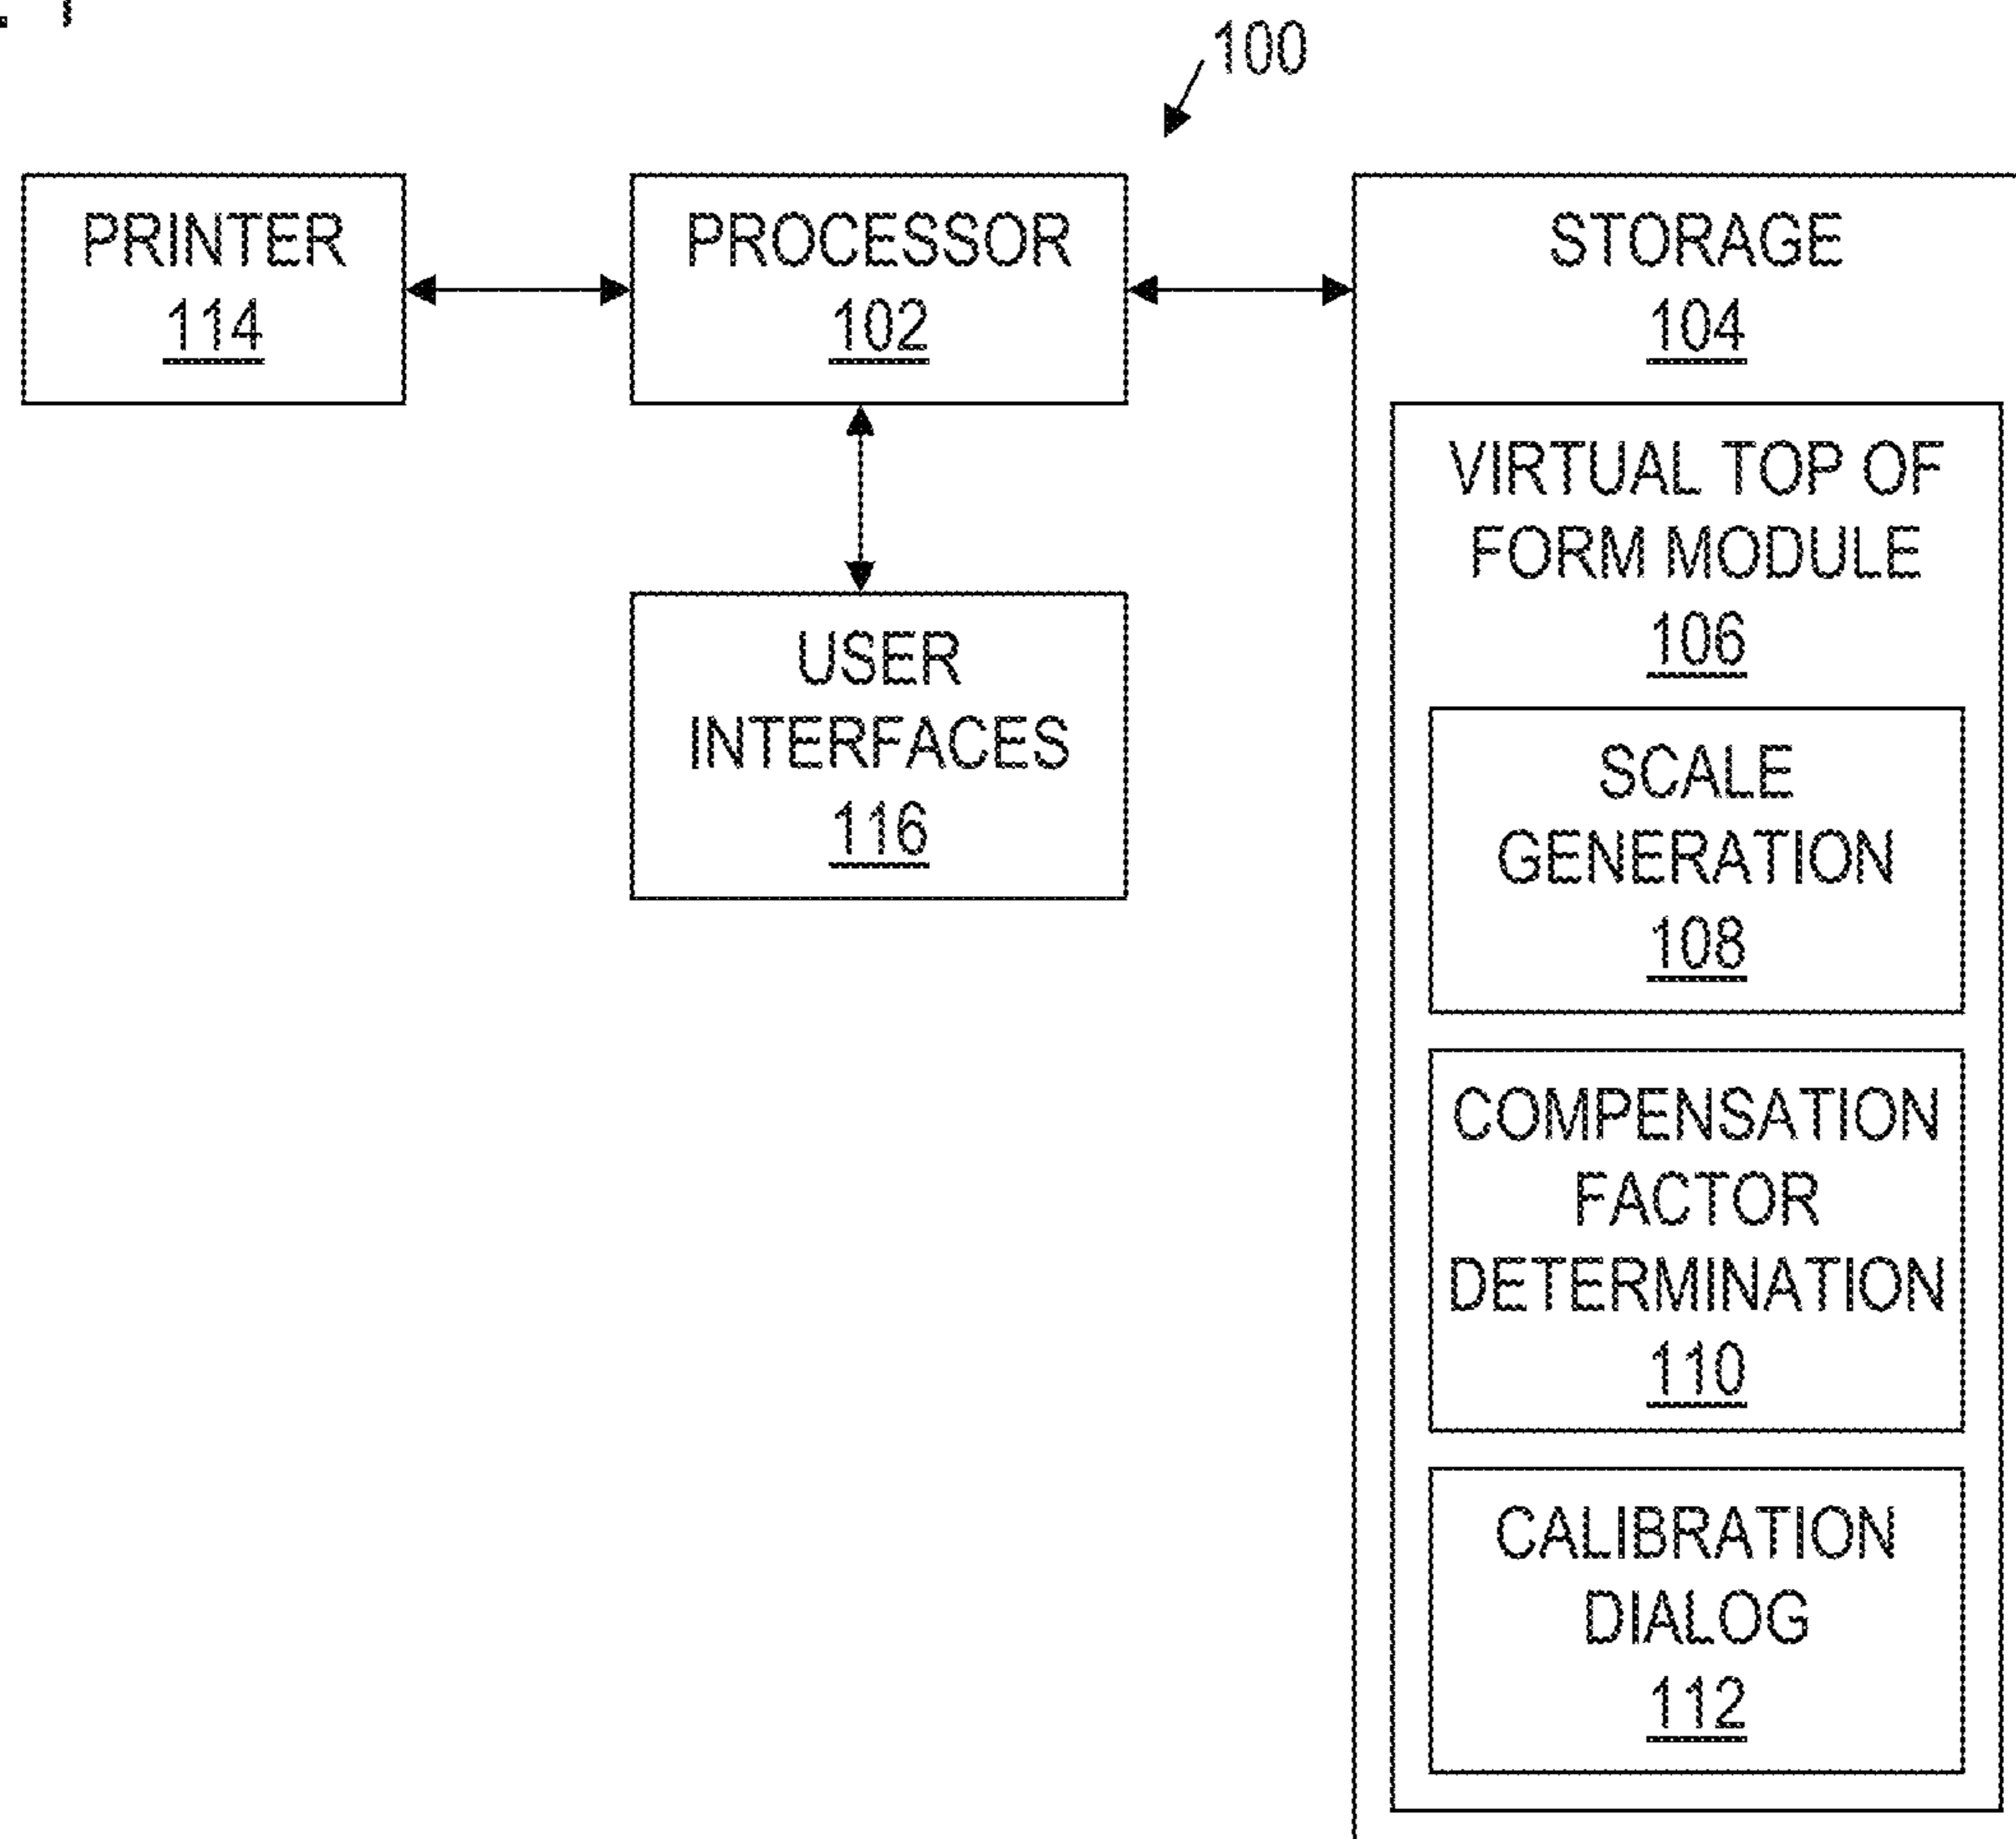 100
PRINTER
114
PROCESSOR
102
USER
INTERFACES
116
STORAGE
104
VIRTUAL TOP OF
FORM MODULE
106
SCALE
GENERATION
108
COMPENSATION
FACTOR
DETERMINATION
110
CALIBRATION
DIALOG
112